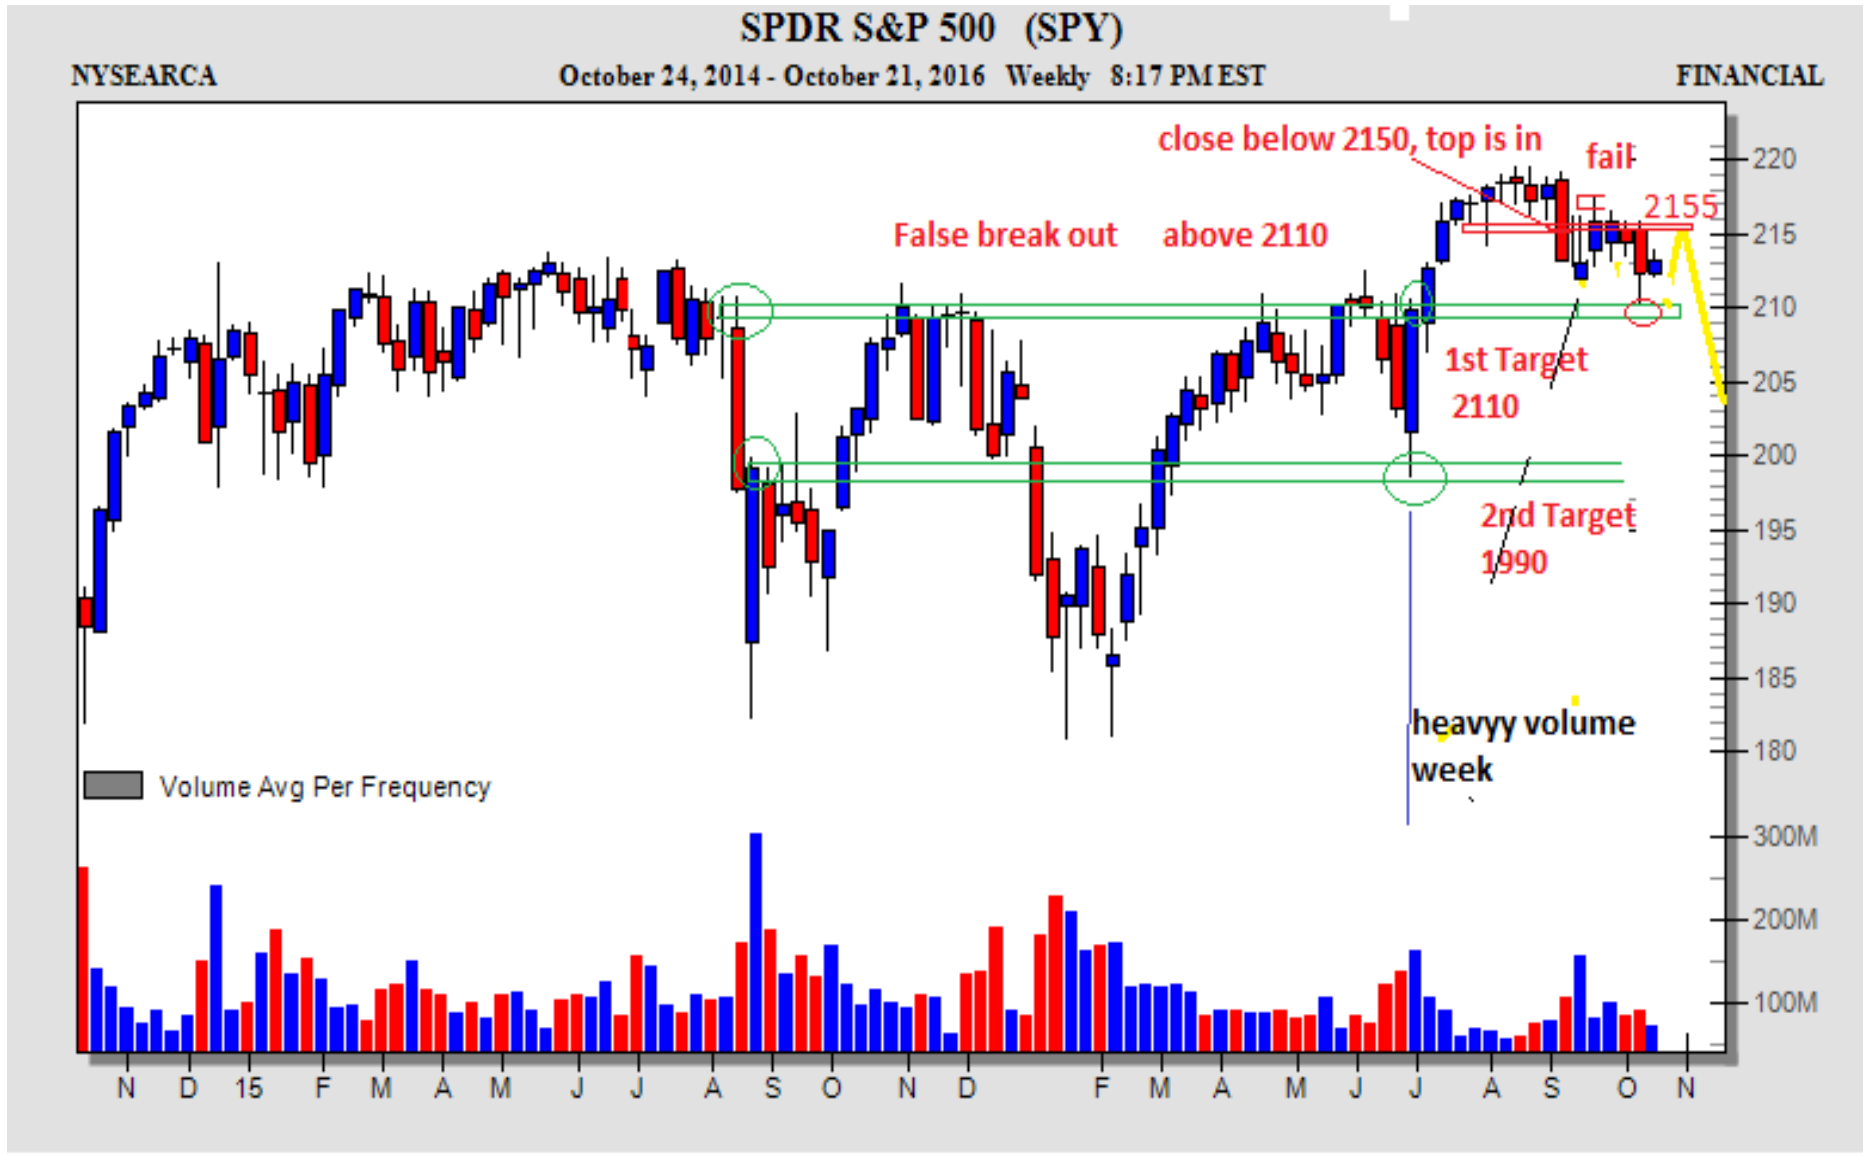 SPDR S&P 500 (SPY)
NYSEARCA October 24, 2014 - October 21, 2016 Weekly 8:17 PM EST FINANCIAL
close below 2150, top is in
fail
2155
False break out above 2110
1st Target
2110
2nd Target
1990
heavyy volume
week
Volume Avg Per Frequency
220
215
210
205
200
195
190
185
180
300M
200M
100M
N D 15 F M A M J J A S O N D F M A M J J A S O N